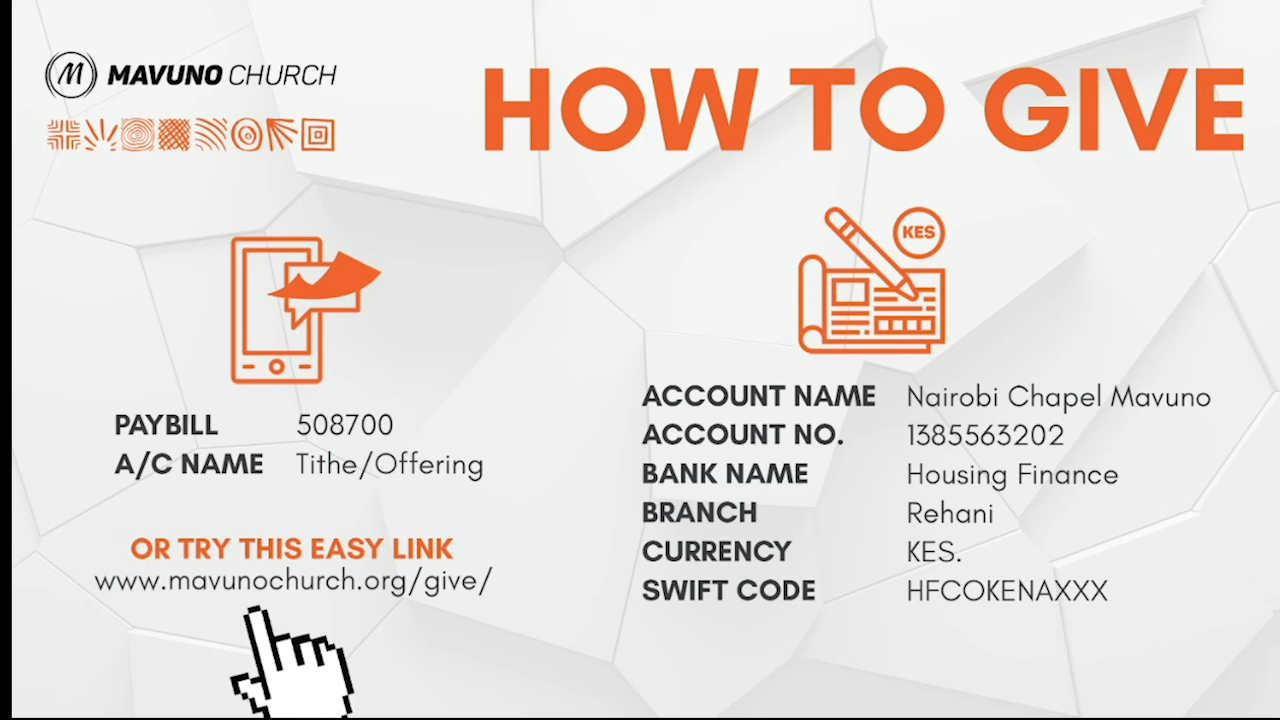 MAVUNO CHURCH
HOW TO GIVE
PAYBILL 508700
A/C NAME Tithe/Offering
OR TRY THIS EASY LINK
www.mavunochurch.org/give/
KES
ACCOUNT NAME Nairobi Chapel Mavuno
ACCOUNT NO. 1385563202
BANK NAME Housing Finance
BRANCH Rehani
CURRENCY KES.
SWIFT CODE HFCOKENAXXX